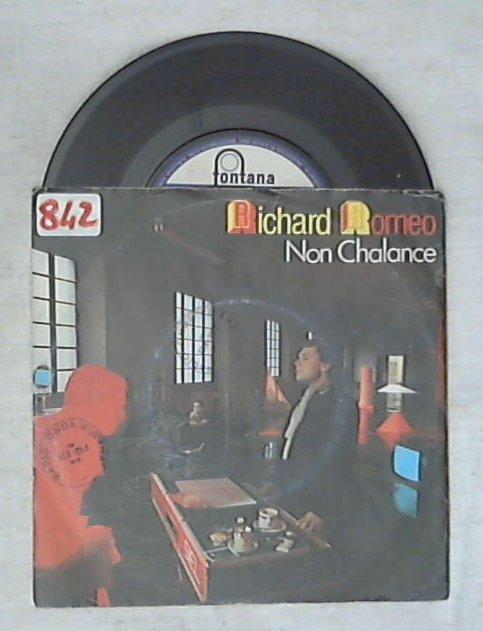 fontana
842
Richard Romeo
Non Chalance